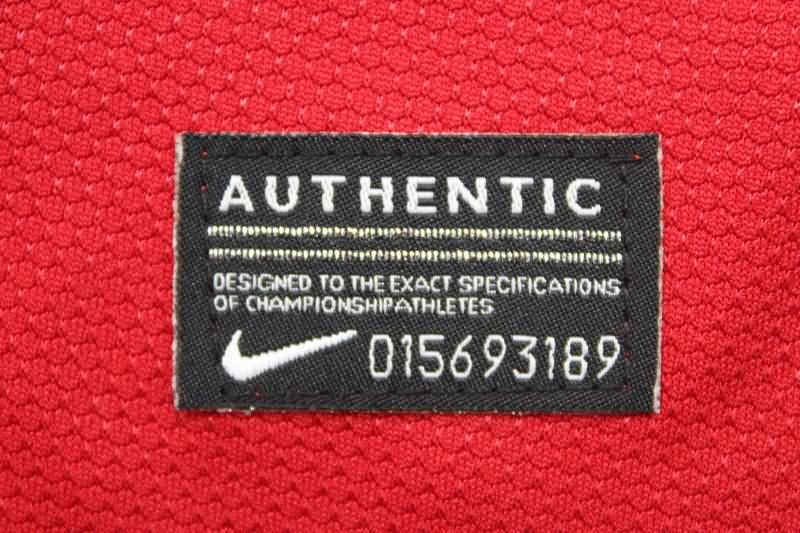 AUTHENTIC
DESIGNED TO THE EXACT SPECIFICATIONS
OF CHAMPIONSHIPATHLETES
015693189